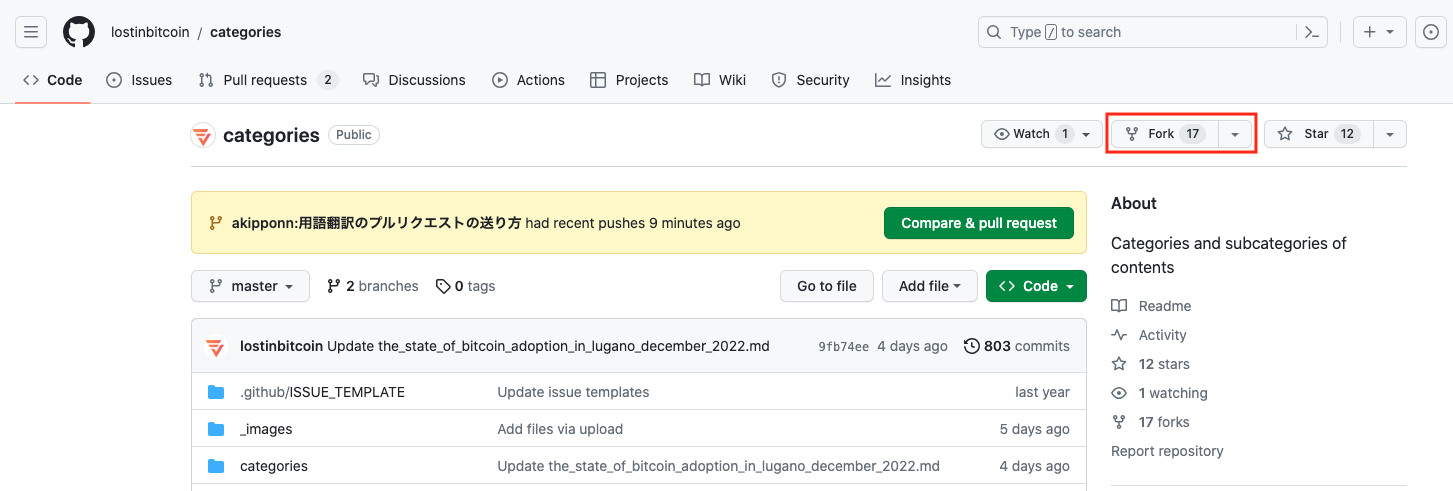 lostinbitcoin / categories
Type / to search
Code Issues Pull requests 2 Discussions Actions Projects Wiki Security Insights
categories Public
Watch 1 Fork 17 Star 12
akipponn:用語翻訳のプルリクエストの送り方 had recent pushes 9 minutes ago
Compare & pull request
master 2 branches 0 tags
Go to file Add file Code
lostinbitcoin Update the_state_of_bitcoin_adoption_in_lugano_december_2022.md 9fb74ee 4 days ago 803 commits
.github/ISSUE_TEMPLATE Update issue templates last year
_images Add files via upload 5 days ago
categories Update the_state_of_bitcoin_adoption_in_lugano_december_2022.md 4 days ago
About
Categories and subcategories of
contents
Readme
Activity
12 stars
1 watching
17 forks
Report repository